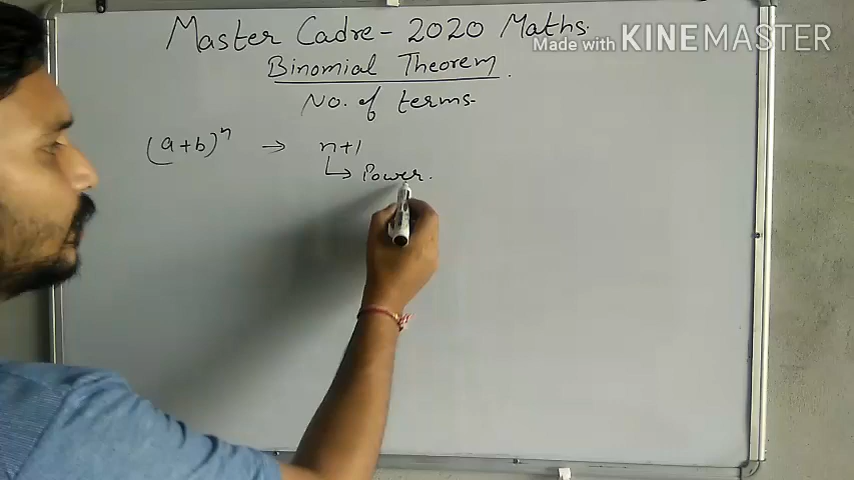 Master Cadre - 2020 Maths.
Made with KINEMASTER
Binomial Theorem.
No. of terms.
(a+b)^n → n+1
↳ Power.